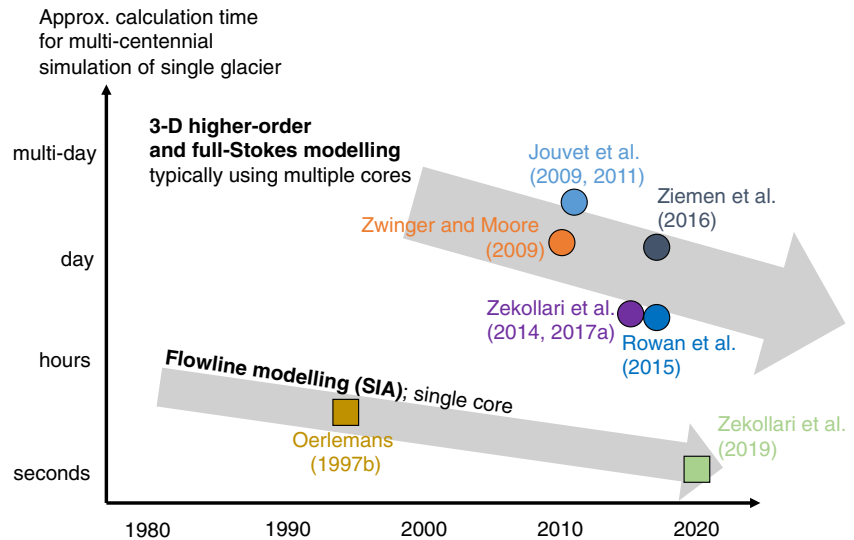 Approx. calculation time
for multi-centennial
simulation of single glacier
multi-day
day
hours
seconds
3-D higher-order
and full-Stokes modelling
typically using multiple cores
Jouvet et al.
(2009, 2011)
Ziemen et al.
(2016)
Zwinger and Moore
(2009)
Zekollari et al.
(2014, 2017a)
Rowan et al.
(2015)
Flowline modelling (SIA); single core
Oerlemans
(1997b)
Zekollari et al.
(2019)
1980
1990
2000
2010
2020